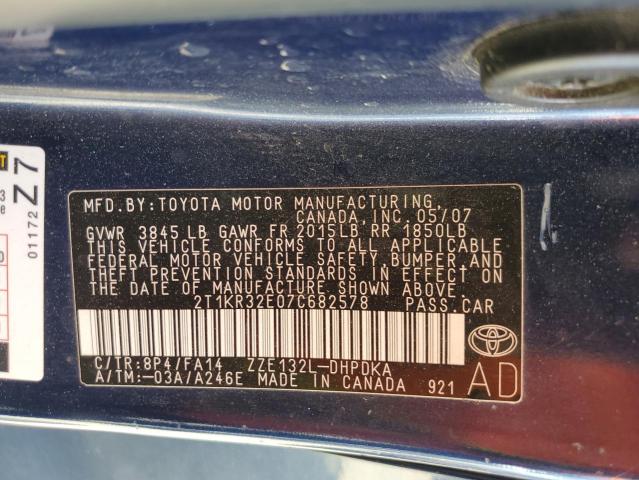 MFD.BY:TOYOTA MOTOR MANUFACTURING,
CANADA, INC. 05/07
GVWR 3845 LB GAWR FR 2015LB RR 1850LB
THIS VEHICLE CONFORMS TO ALL APPLICABLE
FEDERAL MOTOR VEHICLE SAFETY, BUMPER AND
THEFT PREVENTION STANDARDS IN EFFECT ON
THE DATE OF MANUFACTURE SHOWN ABOVE.
2T1KR32E07C682578 PASS.CAR
C/TR:8P4/FA14 ZZE132L-DHPDKA
A/TM:-03A/A246E MADE IN CANADA 921
AD
01172
Z7